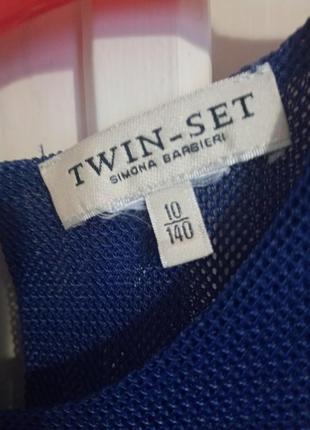 TWIN-SET
SIMONA BARBIERI
10
140